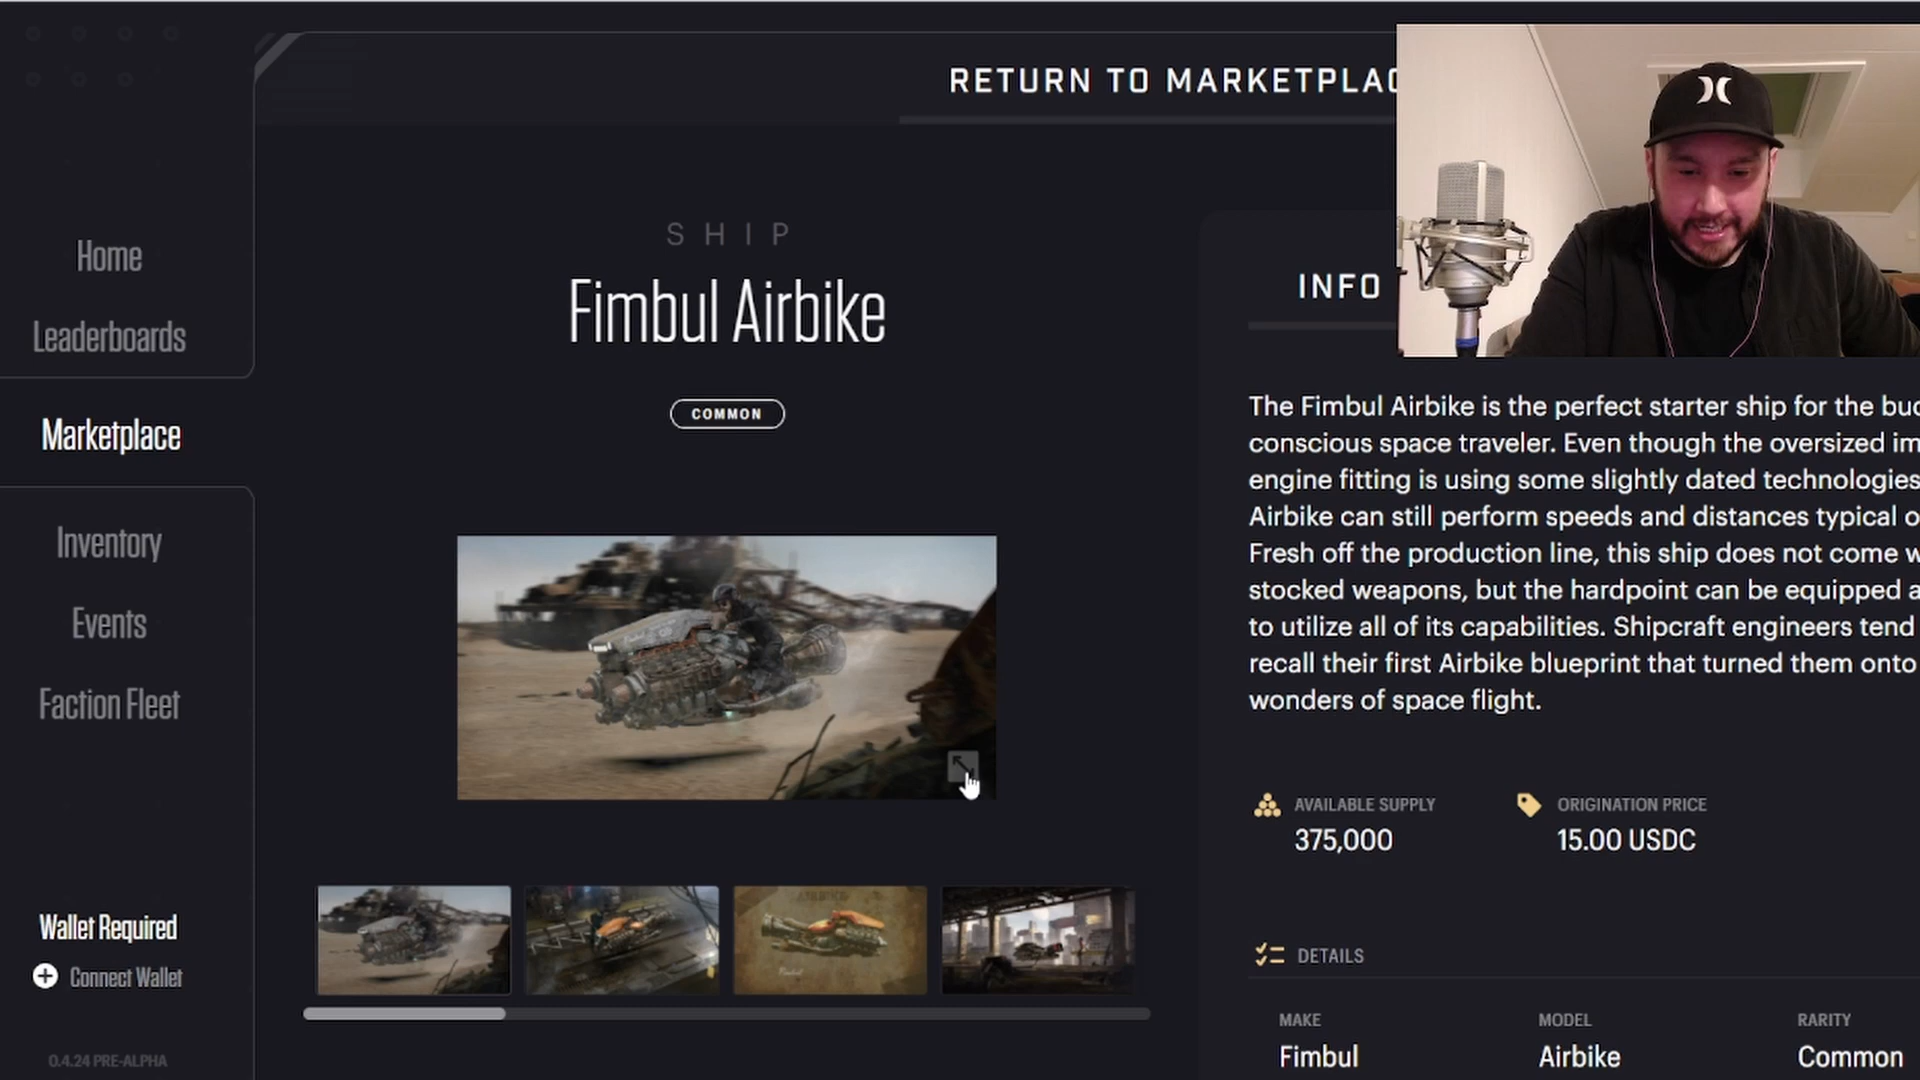 RETURN TO MARKETPLAC
Home
Leaderboards
Marketplace
Inventory
Events
Faction Fleet
Wallet Required
Connect Wallet
0.4.24 PRE-ALPHA
SHIP
Fimbul Airbike
COMMON
INFO
The Fimbul Airbike is the perfect starter ship for the bud
conscious space traveler. Even though the oversized im
engine fitting is using some slightly dated technologies
Airbike can still perform speeds and distances typical o
Fresh off the production line, this ship does not come w
stocked weapons, but the hardpoint can be equipped a
to utilize all of its capabilities. Shipcraft engineers tend
recall their first Airbike blueprint that turned them onto
wonders of space flight.
AVAILABLE SUPPLY
375,000
ORIGINATION PRICE
15.00 USDC
DETAILS
MAKE
Fimbul
MODEL
Airbike
RARITY
Common